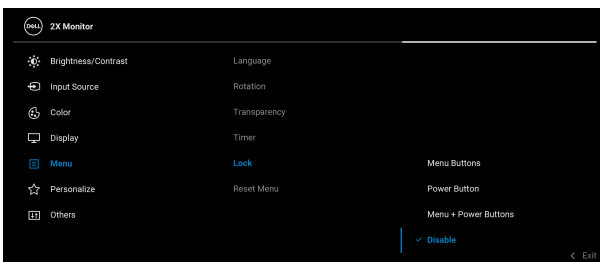 DELL 2X Monitor
Brightness/Contrast Language
Input Source Rotation
Color Transparency
Display Timer
Menu Lock Menu Buttons
Personalize Reset Menu Power Button
Others Menu + Power Buttons
Disable
Exit